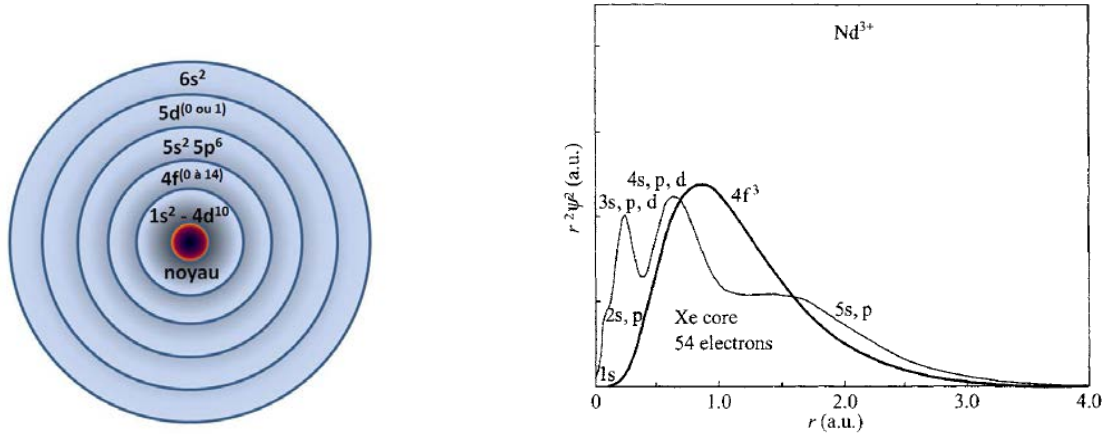 6s²
5d⁽⁰ ᵒᵘ ¹⁾
5s² 5p⁶
4f⁽⁰ ᵃ̀ ¹⁴⁾
1s² - 4d¹⁰
noyau
Nd³⁺
r²ψ² (a.u.)
4s, p, d
3s, p, d
4f³
2s, p
Xe core
54 electrons
5s, p
1s
0 1.0 2.0 3.0 4.0
r (a.u.)